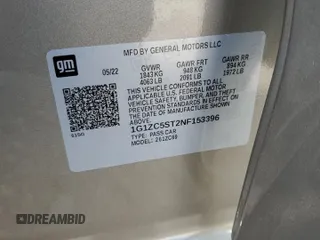 gm
MFD BY GENERAL MOTORS LLC
05/22
GVWR
1843 KG
4063 LB
GAWR FRT
948 KG
2091 LB
GAWR RR
894 KG
1972 LB
THIS VEHICLE CONFORMS TO ALL APPLICABLE U.S. FEDERAL MOTOR VEHICLE SAFETY, BUMPER, AND THEFT PREVENTION STANDARDS IN EFFECT ON THE DATE OF MANUFACTURE SHOWN ABOVE.
1G1ZC5ST2NF153396
TYPE: PASS CAR
MODEL: ZS1ZC69
©DREAMBID